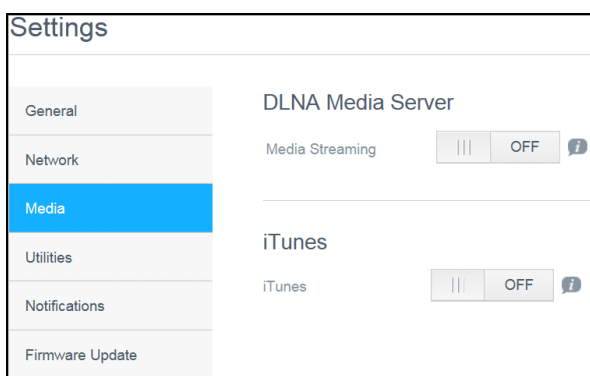 Settings
General
Network
Media
Utilities
Notifications
Firmware Update
DLNA Media Server
Media Streaming OFF i
iTunes
iTunes OFF i